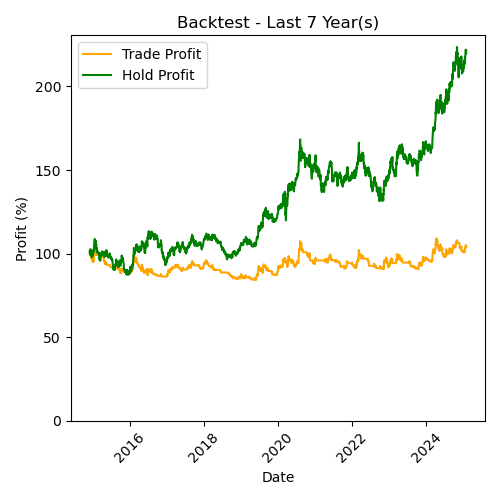 Backtest - Last 7 Year(s)
Trade Profit
Hold Profit
Profit (%)
200
150
100
50
0
2016
2018
2020
2022
2024
Date